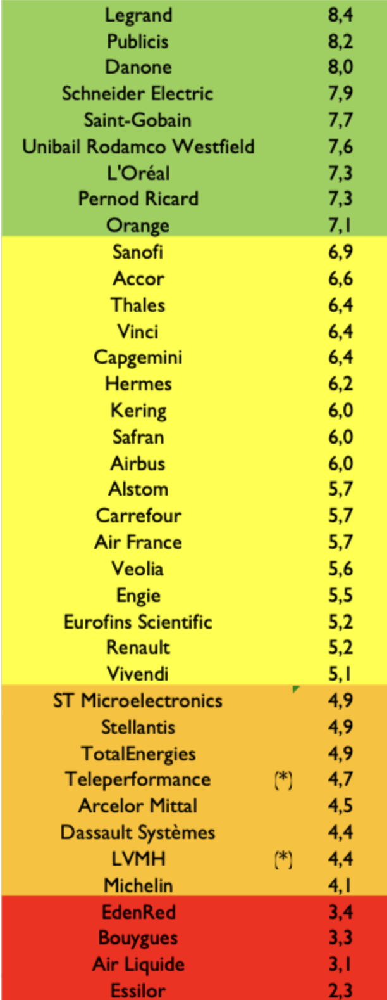 Legrand 8,4
Publicis 8,2
Danone 8,0
Schneider Electric 7,9
Saint-Gobain 7,7
Unibail Rodamco Westfield 7,6
L'Oréal 7,3
Pernod Ricard 7,3
Orange 7,1
Sanofi 6,9
Accor 6,6
Thales 6,4
Vinci 6,4
Capgemini 6,4
Hermes 6,2
Kering 6,0
Safran 6,0
Airbus 6,0
Alstom 5,7
Carrefour 5,7
Air France 5,7
Veolia 5,6
Engie 5,5
Eurofins Scientific 5,2
Renault 5,2
Vivendi 5,1
ST Microelectronics 4,9
Stellantis 4,9
TotalEnergies 4,9
Teleperformance (*) 4,7
Arcelor Mittal 4,5
Dassault Systèmes 4,4
LVMH (*) 4,4
Michelin 4,1
EdenRed 3,4
Bouygues 3,3
Air Liquide 3,1
Essilor 2,3